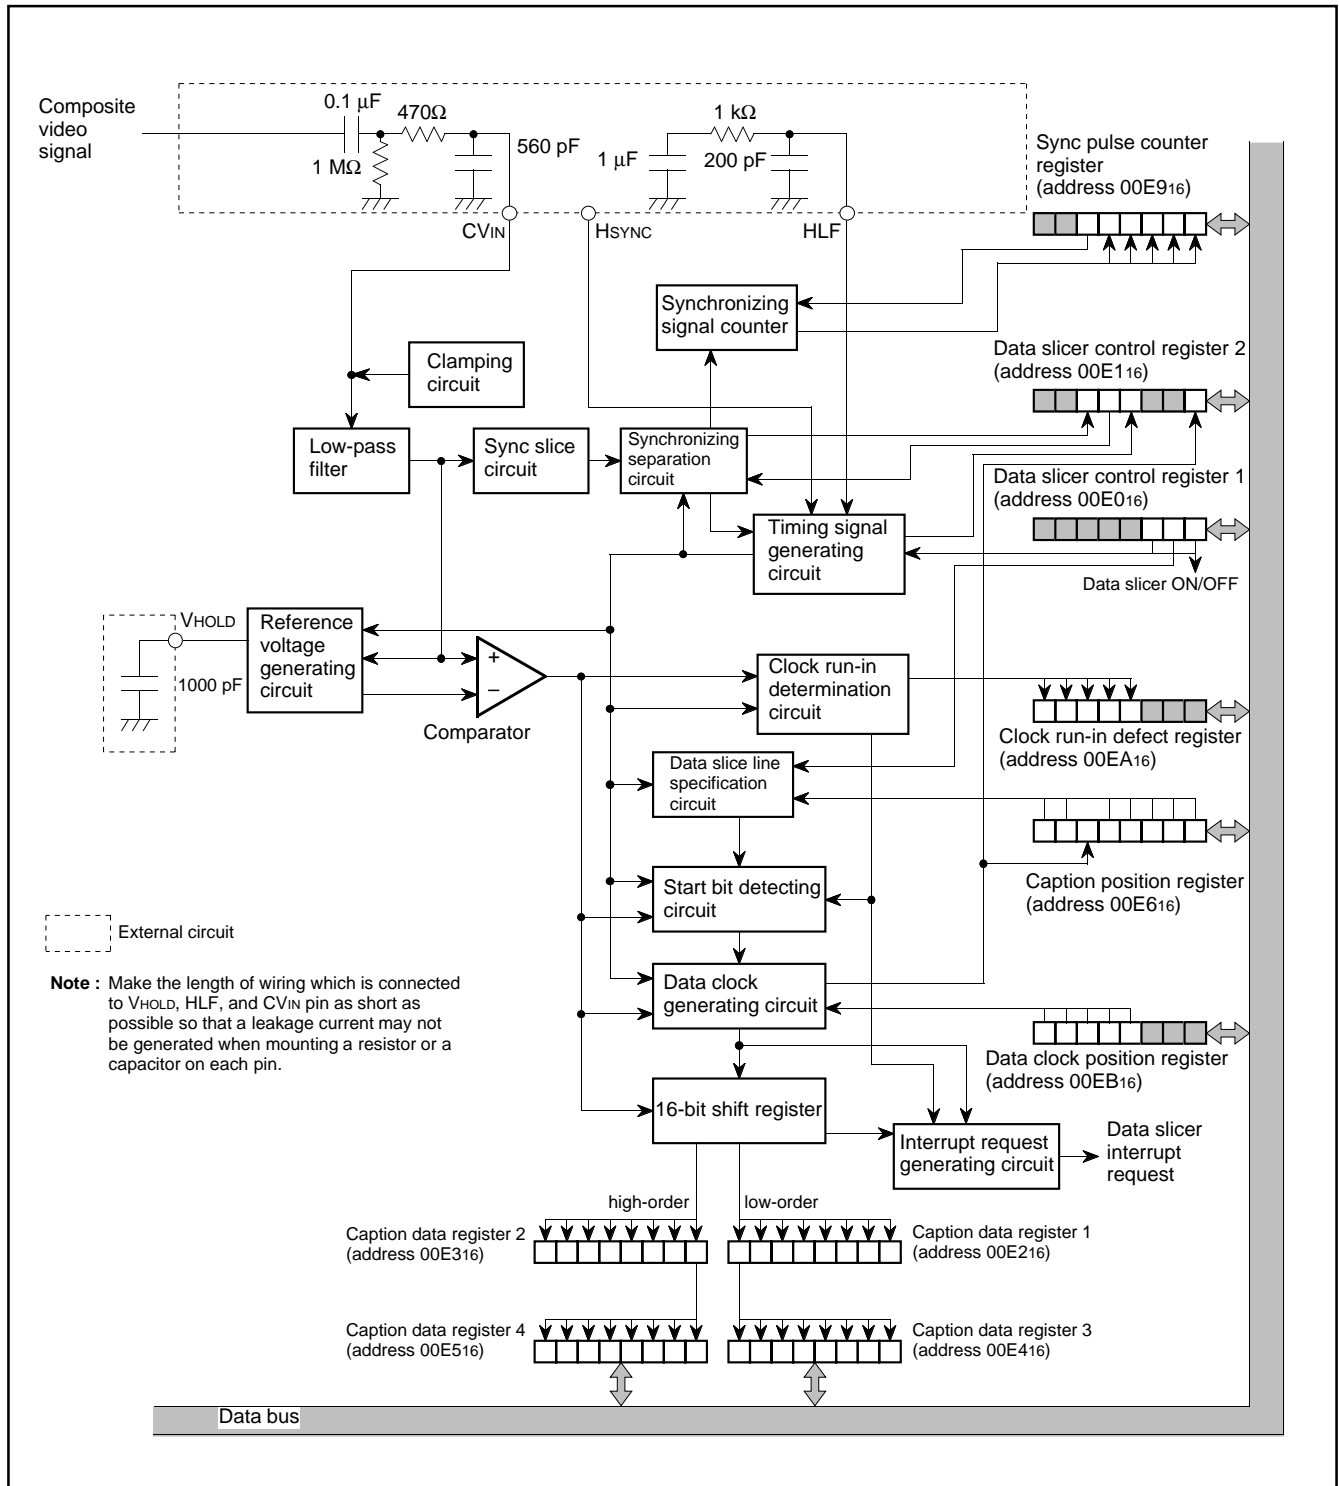 Composite
video
signal
0.1 µF
470Ω
1 MΩ
560 pF
1 kΩ
1 µF
200 pF
CVIN
HSYNC
HLF
Sync pulse counter
register
(address 00E916)
Synchronizing
signal counter
Data slicer control register 2
(address 00E116)
Clamping
circuit
Low-pass
filter
Sync slice
circuit
Synchronizing
separation
circuit
Data slicer control register 1
(address 00E016)
Timing signal
generating
circuit
Data slicer ON/OFF
VHOLD
1000 pF
Reference
voltage
generating
circuit
+
−
Comparator
Clock run-in
determination
circuit
Clock run-in defect register
(address 00EA16)
Data slice line
specification
circuit
Start bit detecting
circuit
Caption position register
(address 00E616)
External circuit
Note : Make the length of wiring which is connected
to VHOLD, HLF, and CVIN pin as short as
possible so that a leakage current may not
be generated when mounting a resistor or a
capacitor on each pin.
Data clock
generating circuit
Data clock position register
(address 00EB16)
16-bit shift register
Interrupt request
generating circuit
Data slicer
interrupt
request
high-order
low-order
Caption data register 2
(address 00E316)
Caption data register 1
(address 00E216)
Caption data register 4
(address 00E516)
Caption data register 3
(address 00E416)
Data bus